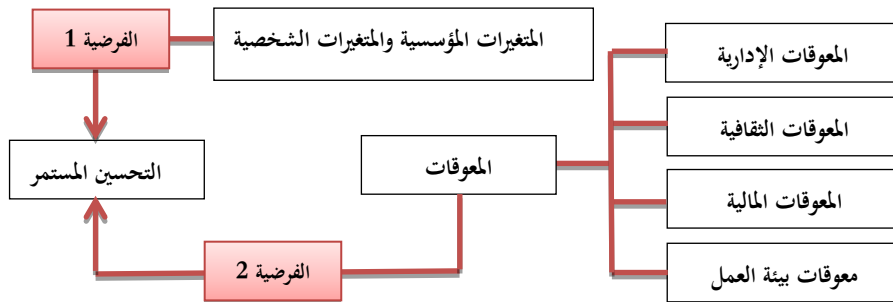 المتغيرات المؤسسية والمتغيرات الشخصية
الفرضية 1
المعوقات الإدارية
المعوقات الثقافية
المعوقات
التحسين المستمر
المعوقات المالية
الفرضية 2
معوقات بيئة العمل